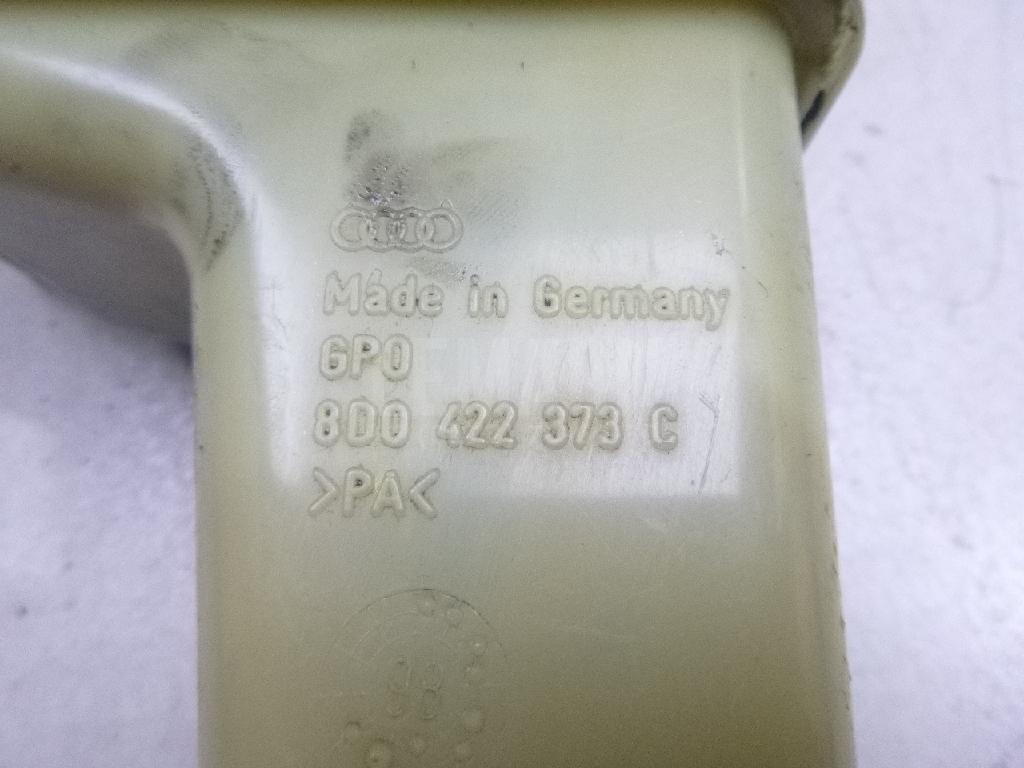 Made in Germany
GPO
8D0 422 373 C
>PA<